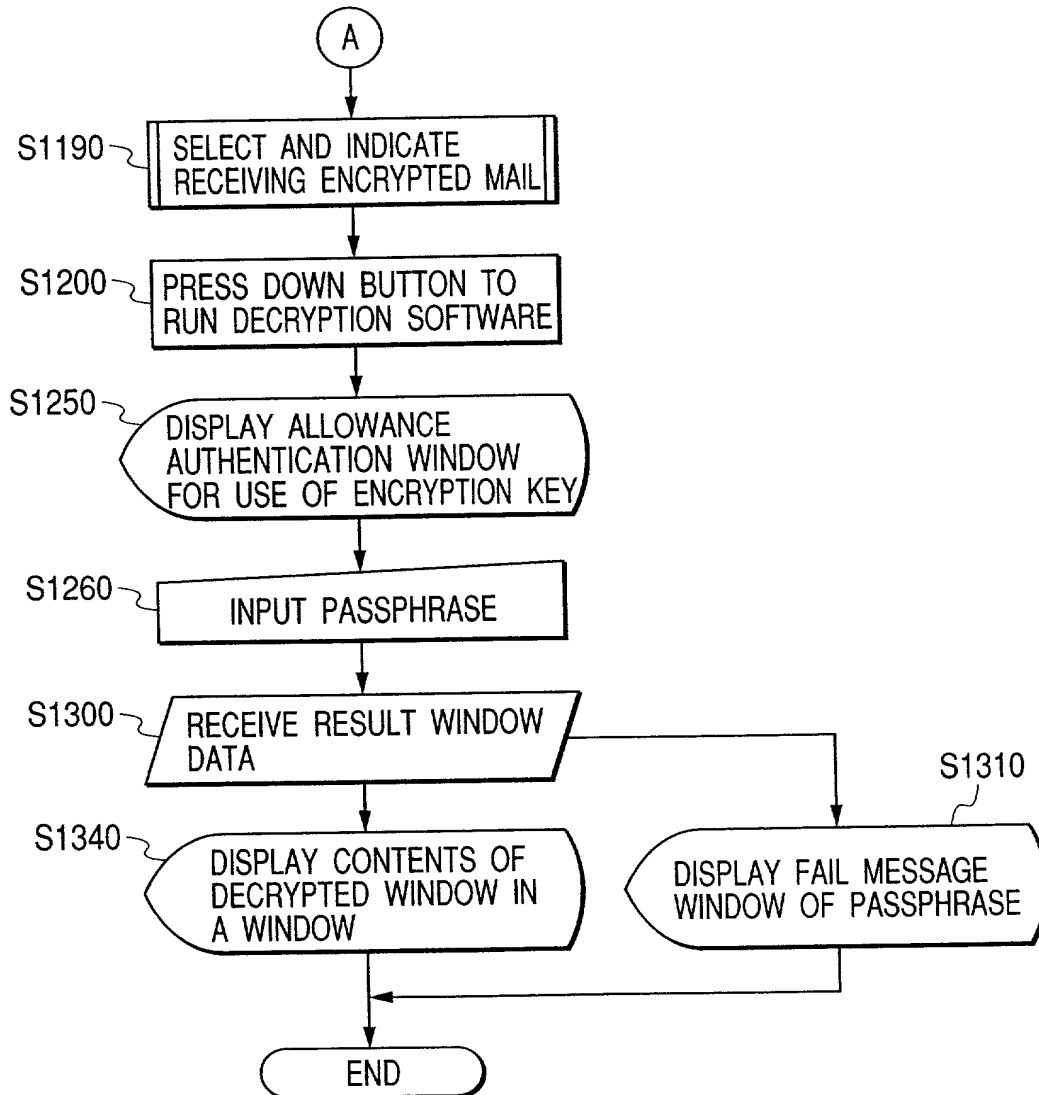 A
S1190
SELECT AND INDICATE
RECEIVING ENCRYPTED MAIL
S1200
PRESS DOWN BUTTON TO
RUN DECRYPTION SOFTWARE
S1250
DISPLAY ALLOWANCE
AUTHENTICATION WINDOW
FOR USE OF ENCRYPTION KEY
S1260
INPUT PASSPHRASE
S1300
RECEIVE RESULT WINDOW
DATA
S1310
DISPLAY FAIL MESSAGE
WINDOW OF PASSPHRASE
S1340
DISPLAY CONTENTS OF
DECRYPTED WINDOW IN
A WINDOW
END